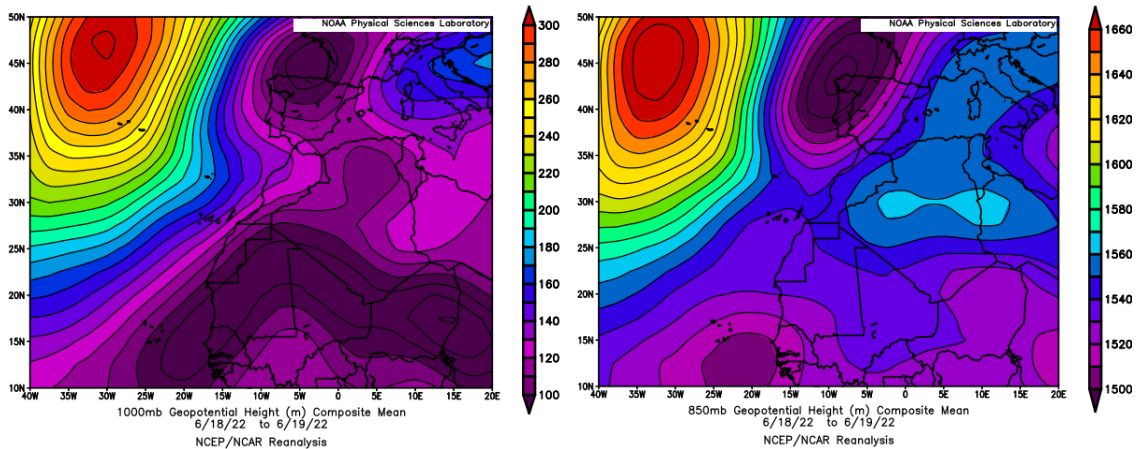 NOAA Physical Sciences Laboratory
50N
45N
40N
35N
30N
25N
20N
15N
10N
40W 35W 30W 25W 20W 15W 10W 5W 0 5E 10E 15E 20E
300
280
260
240
220
200
180
160
140
120
100
1000mb Geopotential Height (m) Composite Mean
6/18/22 to 6/19/22
NCEP/NCAR Reanalysis
NOAA Physical Sciences Laboratory
50N
45N
40N
35N
30N
25N
20N
15N
10N
40W 35W 30W 25W 20W 15W 10W 5W 0 5E 10E 15E 20E
1660
1640
1620
1600
1580
1560
1540
1520
1500
850mb Geopotential Height (m) Composite Mean
6/18/22 to 6/19/22
NCEP/NCAR Reanalysis